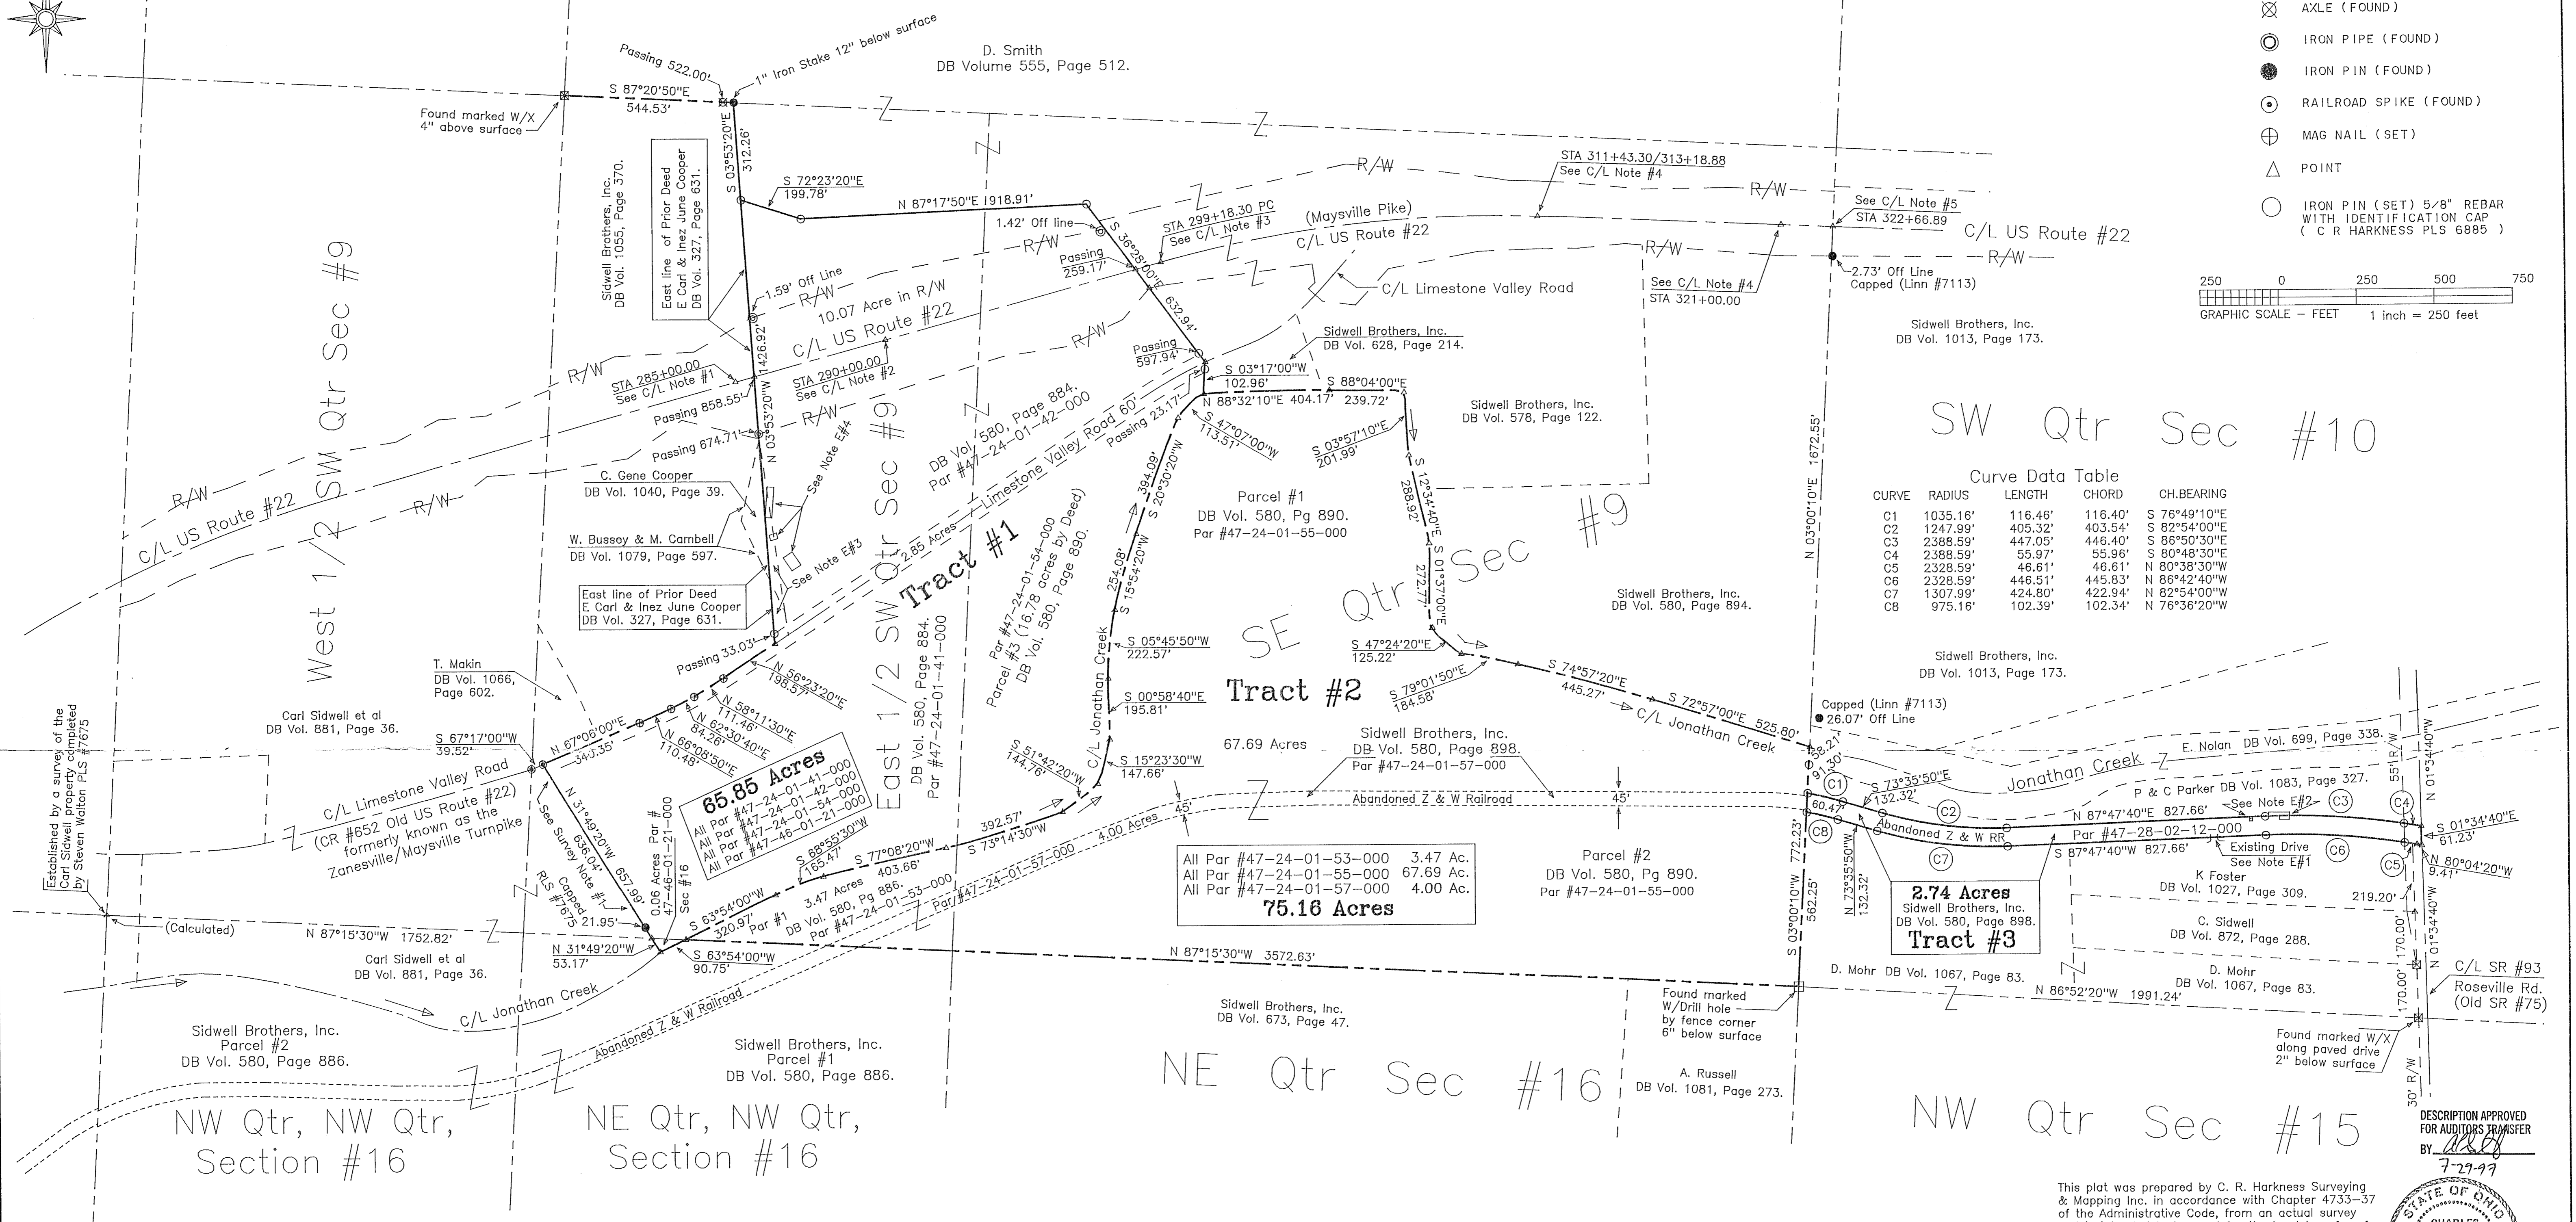 Passing 522.00'
1" Iron Stake 12" below surface
D. Smith
DB Volume 555, Page 512.
S 87°20'50"E
544.53'
Found marked W/X
4" above surface
S 03°53'20"E
312.26'
Sidwell Brothers, Inc.
DB Vol. 1055, Page 370.
East line of Prior Deed
E Carl & Inez June Cooper
DB Vol. 327, Page 631.
S 72°23'20"E
199.78'
N 87°17'50"E 918.91'
1.42' Off line
R/W
S 36°28'00"E
632.94'
Passing
259.17'
STA 299+18.30 PC
See C/L Note #3
(Maysville Pike)
C/L US Route #22
R/W
STA 311+43.30/313+18.88
See C/L Note #4
R/W
See C/L Note #5
STA 322+66.89
C/L US Route #22
R/W
R/W
See C/L Note #4
STA 321+00.00
2.73' Off Line
Capped (Linn #7113)
C/L Limestone Valley Road
AXLE (FOUND)
IRON PIPE (FOUND)
IRON PIN (FOUND)
RAILROAD SPIKE (FOUND)
MAG NAIL (SET)
POINT
IRON PIN (SET) 5/8" REBAR
WITH IDENTIFICATION CAP
( C R HARKNESS PLS 6885 )
250 0 250 500 750
GRAPHIC SCALE - FEET 1 inch = 250 feet
Sidwell Brothers, Inc.
DB Vol. 1013, Page 173.
West 1/2 SW Qtr Sec #9
1.59' Off Line
R/W
10.07 Acre in R/W
C/L US Route #22
R/W
R/W
R/W
STA 285+00.00
See C/L Note #1
STA 290+00.00
See C/L Note #2
R/W
N 03°53'20"W 1426.92'
Passing 858.55'
Passing 674.71'
See Note E#4
Passing
597.94'
Sidwell Brothers, Inc.
DB Vol. 628, Page 214.
S 03°17'00"W
102.96'
S 88°04'00"E
239.72'
N 88°32'10"E 404.17'
S 47°07'00"W
113.51'
S 03°57'10"E
201.99'
Sidwell Brothers, Inc.
DB Vol. 578, Page 122.
N 03°00'10"E 1672.55'
SW Qtr Sec #10
Curve Data Table
CURVE RADIUS LENGTH CHORD CH.BEARING
C1 1035.16' 116.46' 116.40' S 76°49'10"E
C2 1247.99' 405.32' 403.54' S 82°54'00"E
C3 2388.59' 447.05' 446.40' S 86°50'30"E
C4 2388.59' 55.97' 55.96' S 80°48'30"E
C5 2328.59' 46.61' 46.61' N 80°38'30"W
C6 2328.59' 446.51' 445.83' N 86°42'40"W
C7 1307.99' 424.80' 422.94' N 82°54'00"W
C8 975.16' 102.39' 102.34' N 76°36'20"W
R/W
C/L US Route #22
R/W
C. Gene Cooper
DB Vol. 1040, Page 39.
W. Bussey & M. Carnbell
DB Vol. 1079, Page 597.
See Note E#3
East line of Prior Deed
E Carl & Inez June Cooper
DB Vol. 327, Page 631.
DB Vol. 580, Page 884.
Par #47-24-01-42-000
Limestone Valley Road 60'
Passing 23.17'
2.85 Acres
Tract #1
East 1/2 SW Qtr Sec #9
DB Vol. 580, Page 884.
Par #47-24-01-41-000
Par #47-24-01-54-000
Parcel #3 (16.78 acres by Deed)
DB Vol. 580, Page 890.
394.09'
S 20°30'20"W
254.08'
S 15°54'20"W
S 05°45'50"W
222.57'
S 00°58'40"E
195.81'
C/L Jonathan Creek
S 15°23'30"W
147.66'
S 51°42'20"W
144.76'
Parcel #1
DB Vol. 580, Pg 890.
Par #47-24-01-55-000
S 12°34'40"E
288.92'
S 01°37'00"E
272.77'
S 47°24'20"E
125.22'
S 79°01'50"E
184.58'
S 74°57'20"E
445.27'
S 72°57'00"E 525.80'
C/L Jonathan Creek
SE Qtr Sec #9
Tract #2
67.69 Acres
Sidwell Brothers, Inc.
DB Vol. 580, Page 898.
Par #47-24-01-57-000
Sidwell Brothers, Inc.
DB Vol. 580, Page 894.
Sidwell Brothers, Inc.
DB Vol. 1013, Page 173.
Capped (Linn #7113)
26.07' Off Line
58.21'
91.30'
60.47'
Jonathan Creek
E. Nolan DB Vol. 699, Page 338.
P & C Parker DB Vol. 1083, Page 327.
S 73°35'50"E
132.32'
C1
C2
C3
C4
C5
C6
C7
C8
See Note E#2
N 87°47'40"E 827.66'
Abandoned Z & W RR
Par #47-28-02-12-000
S 87°47'40"E 827.66'
Existing Drive
See Note E#1
55' R/W
N 01°34'40"W
S 01°34'40"E
61.23'
N 80°04'20"W
9.41'
219.20'
K Foster
DB Vol. 1027, Page 309.
C. Sidwell
DB Vol. 872, Page 288.
D. Mohr
DB Vol. 1067, Page 83.
170.00'
170.00'
N 01°34'40"W
C/L SR #93
Roseville Rd.
(Old SR #75)
N 73°35'50"W
132.32'
2.74 Acres
Sidwell Brothers, Inc.
DB Vol. 580, Page 898.
Tract #3
D. Mohr DB Vol. 1067, Page 83.
N 86°52'20"W 1991.24'
Found marked W/X
along paved drive
2" below surface
30' R/W
Passing 33.03'
N 56°23'20"E
198.57'
N 58°11'30"E
111.46'
N 62°30'40"E
84.26'
N 66°08'50"E
110.48'
N 67°06'00"E
340.35'
T. Makin
DB Vol. 1066,
Page 602.
Carl Sidwell et al
DB Vol. 881, Page 36.
S 67°17'00"W
39.52'
C/L Limestone Valley Road
(CR #652 Old US Route #22)
formerly known as the
Zanesville/Maysville Turnpike
Established by a survey of the
Carl Sidwell property completed
by Steven Walton PLS #7675
N 31°49'20"W 657.99'
636.04'
See Survey Note #1
Capped
RLS #7675
21.95'
0.06 Acres Par #
47-46-01-21-000
Sec #16
65.85 Acres
All Par #47-24-01-41-000
All Par #47-24-01-42-000
All Par #47-24-01-54-000
All Par #47-46-01-21-000
S 68°55'30"W
165.47'
S 77°08'20"W
403.66'
392.57'
S 73°14'30"W
S 63°54'00"W
320.97'
3.47 Acres
Par #1
DB Vol. 580, Pg 886.
Par #47-24-01-53-000
Par #47-24-01-57-000
4.00 Acres
45'
Abandoned Z & W Railroad
45'
All Par #47-24-01-53-000 3.47 Ac.
All Par #47-24-01-55-000 67.69 Ac.
All Par #47-24-01-57-000 4.00 Ac.
75.16 Acres
Parcel #2
DB Vol. 580, Pg 890.
Par #47-24-01-55-000
S 03°00'10"W 772.23'
562.25'
(Calculated)
N 87°15'30"W 1752.82'
Carl Sidwell et al
DB Vol. 881, Page 36.
N 31°49'20"W
53.17'
S 63°54'00"W
90.75'
N 87°15'30"W 3572.63'
C/L Jonathan Creek
Abandoned Z & W Railroad
Sidwell Brothers, Inc.
Parcel #2
DB Vol. 580, Page 886.
Sidwell Brothers, Inc.
Parcel #1
DB Vol. 580, Page 886.
Sidwell Brothers, Inc.
DB Vol. 673, Page 47.
Found marked
W/Drill hole
by fence corner
6" below surface
A. Russell
DB Vol. 1081, Page 273.
NW Qtr, NW Qtr,
Section #16
NE Qtr, NW Qtr,
Section #16
NE Qtr Sec #16
NW Qtr Sec #15
DESCRIPTION APPROVED
FOR AUDITORS TRANSFER
BY
7-29-97
This plat was prepared by C. R. Harkness Surveying
& Mapping Inc. in accordance with Chapter 4733-37
of the Administrative Code, from an actual survey
STATE OF OHIO
CHARLES